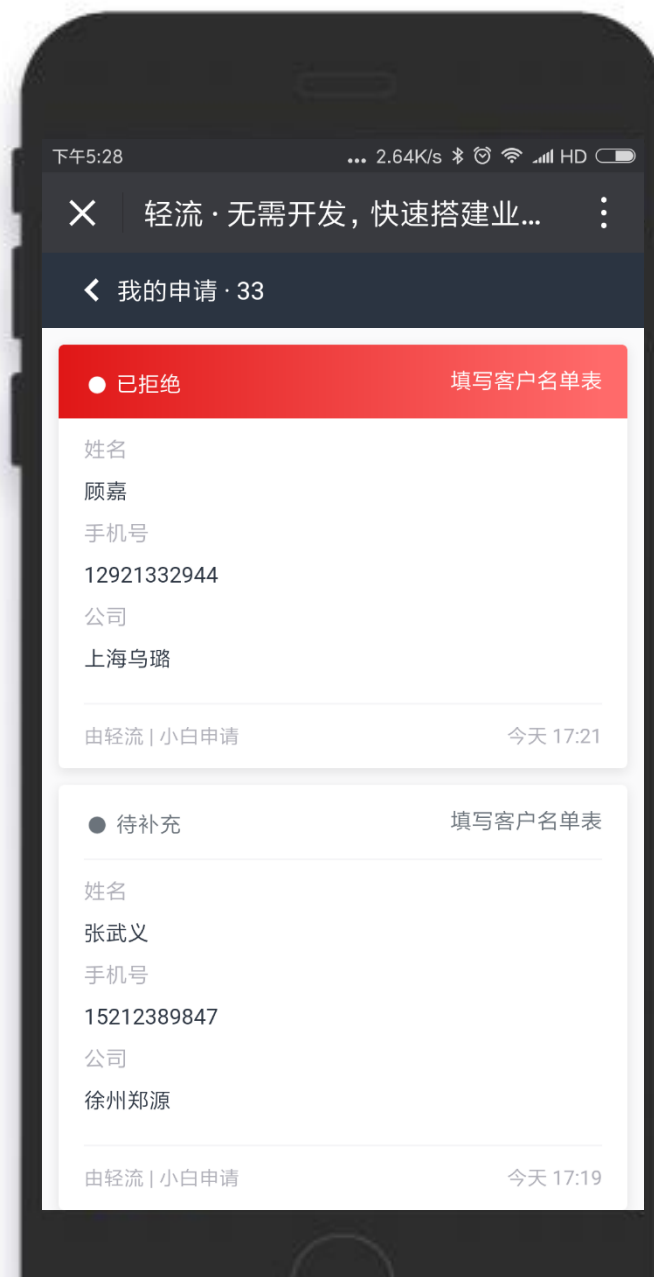 下午5:28 ... 2.64K/s HD
轻流 · 无需开发，快速搭建业...
我的申请 · 33
已拒绝 填写客户名单表
姓名
顾嘉
手机号
12921332944
公司
上海乌璐
由轻流 | 小白申请 今天 17:21
待补充 填写客户名单表
姓名
张武义
手机号
15212389847
公司
徐州郑源
由轻流 | 小白申请 今天 17:19